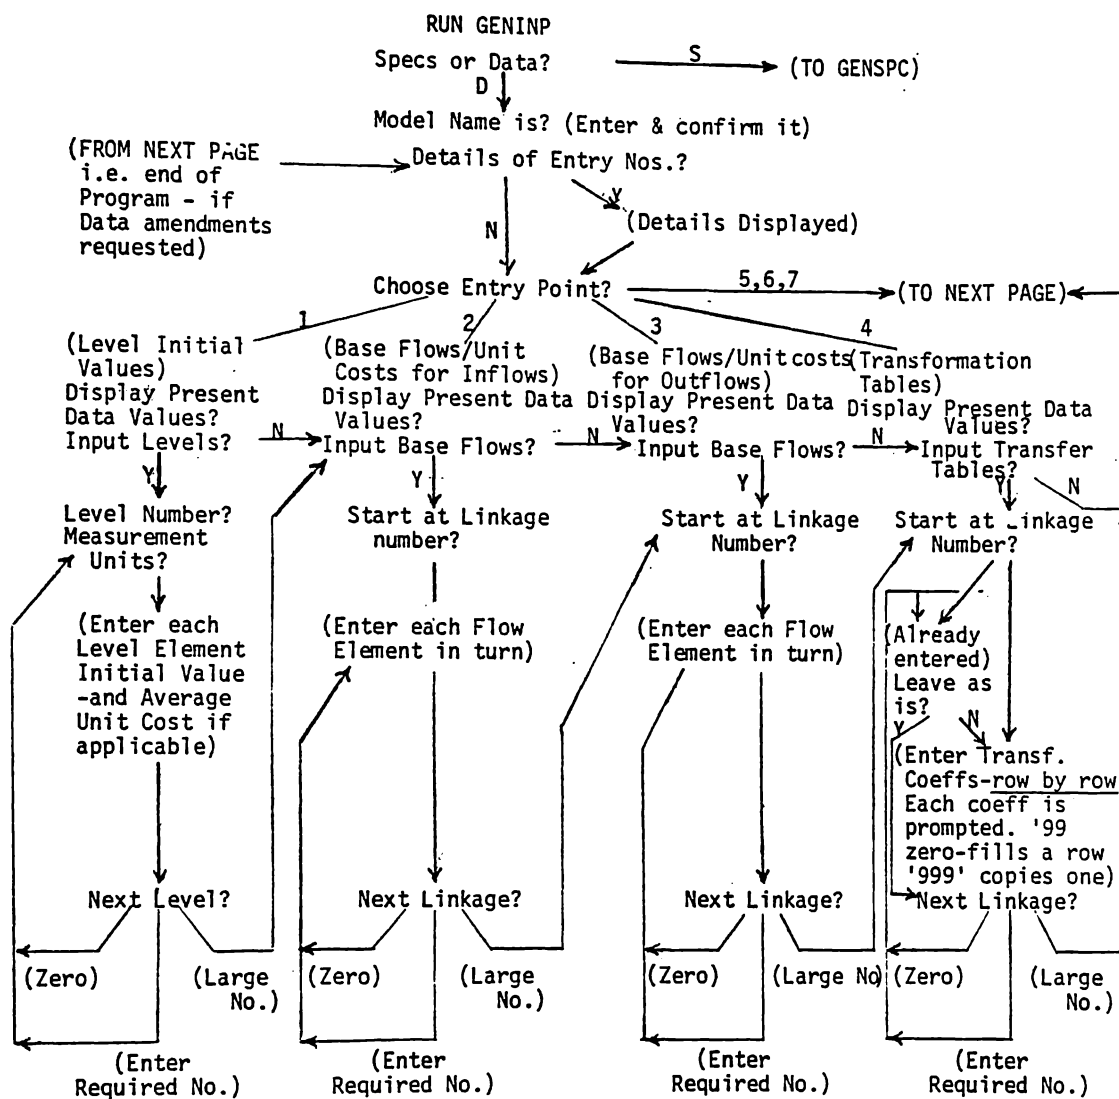 RUN GENINP
Specs or Data?
S
(TO GENSPC)
D
Model Name is? (Enter & confirm it)
(FROM NEXT PAGE
i.e. end of
Program - if
Data amendments
requested)
Details of Entry Nos.?
Y
N
(Details Displayed)
Choose Entry Point?
5,6,7
(TO NEXT PAGE)
1
2
3
4
(Level Initial
Values)
Display Present
Data Values?
Input Levels?
N
Y
Level Number?
Measurement
Units?
(Enter each
Level Element
Initial Value
-and Average
Unit Cost if
applicable)
Next Level?
(Zero)
(Large
No.)
(Enter
Required No.)
(Base Flows/Unit
Costs for Inflows)
Display Present Data
Values?
Input Base Flows?
N
Y
Start at Linkage
number?
(Enter each Flow
Element in turn)
Next Linkage?
(Zero)
(Large
No.)
(Enter
Required No.)
(Base Flows/Unit costs
for Outflows)
Display Present Data
Values?
Input Base Flows?
N
Y
Start at Linkage
Number?
(Enter each Flow
Element in turn)
Next Linkage?
(Zero)
(Large No)
(Enter
Required No.)
(Transformation
Tables)
Display Present Data
Values?
Input Transfer
Tables?
Y
N
Start at Linkage
Number?
(Already
entered)
Leave as
is?
Y
N
(Enter Transf.
Coeffs-row by row
Each coeff is
prompted. '99
zero-fills a row
'999' copies one)
Next Linkage?
(Zero)
(Large
No.)
(Enter
Required No.)